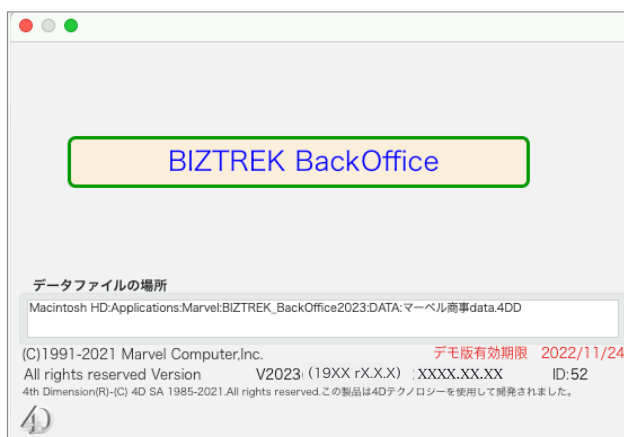 BIZTREK BackOffice
データファイルの場所
Macintosh HD:Applications:Marvel:BIZTREK_BackOffice2023:DATA:マーベル商事data.4DD
(C)1991-2021 Marvel Computer,Inc. デモ版有効期限 2022/11/24
All rights reserved Version V2023 (19XX rX.X.X) XXXX.XX.XX ID:52
4th Dimension(R)-(C) 4D SA 1985-2021.All rights reserved.この製品は4Dテクノロジーを使用して開発されました。
4D